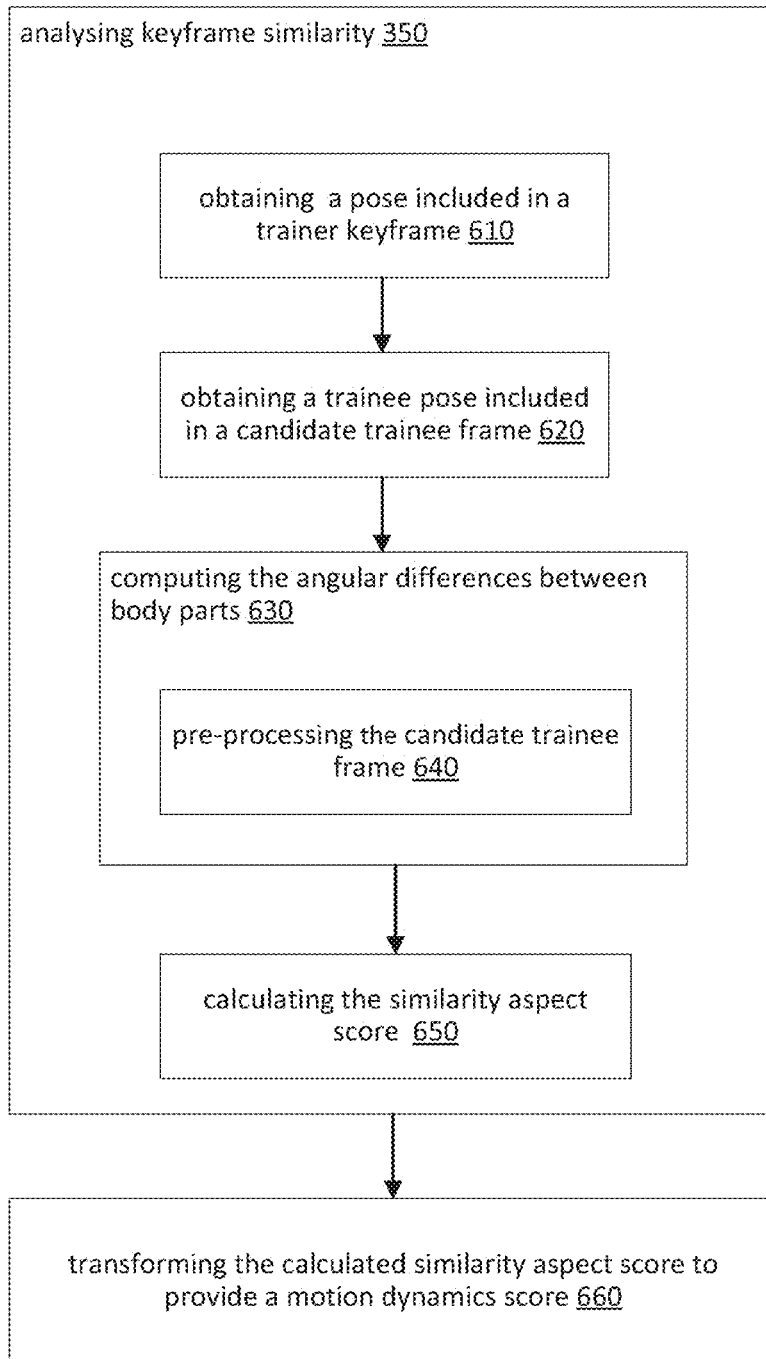 analysing keyframe similarity 350
obtaining a pose included in a
trainer keyframe 610
obtaining a trainee pose included
in a candidate trainee frame 620
computing the angular differences between
body parts 630
pre-processing the candidate trainee
frame 640
calculating the similarity aspect
score 650
transforming the calculated similarity aspect score to
provide a motion dynamics score 660